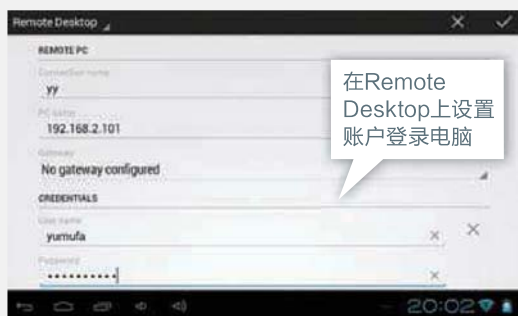 Remote Desktop
REMOTE PC
Connection name
yy
PC name
192.168.2.101
Gateway
No gateway configured
CREDENTIALS
User name
yumufa
Password
••••••••••
在Remote
Desktop上设置
账户登录电脑
20:02